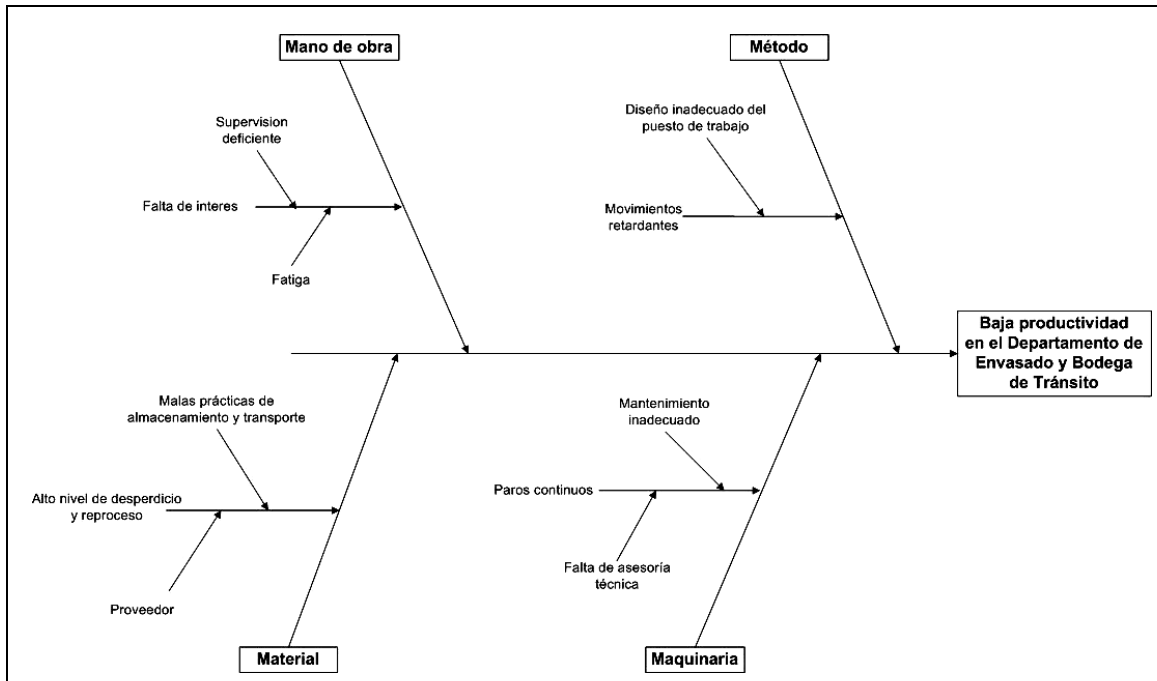 Mano de obra
Método
Supervision
deficiente
Falta de interes
Fatiga
Diseño inadecuado del
puesto de trabajo
Movimientos
retardantes
Baja productividad
en el Departamento de
Envasado y Bodega
de Tránsito
Malas prácticas de
almacenamiento y transporte
Alto nivel de desperdicio
y reproceso
Proveedor
Mantenimiento
inadecuado
Paros continuos
Falta de asesoría
técnica
Material
Maquinaria